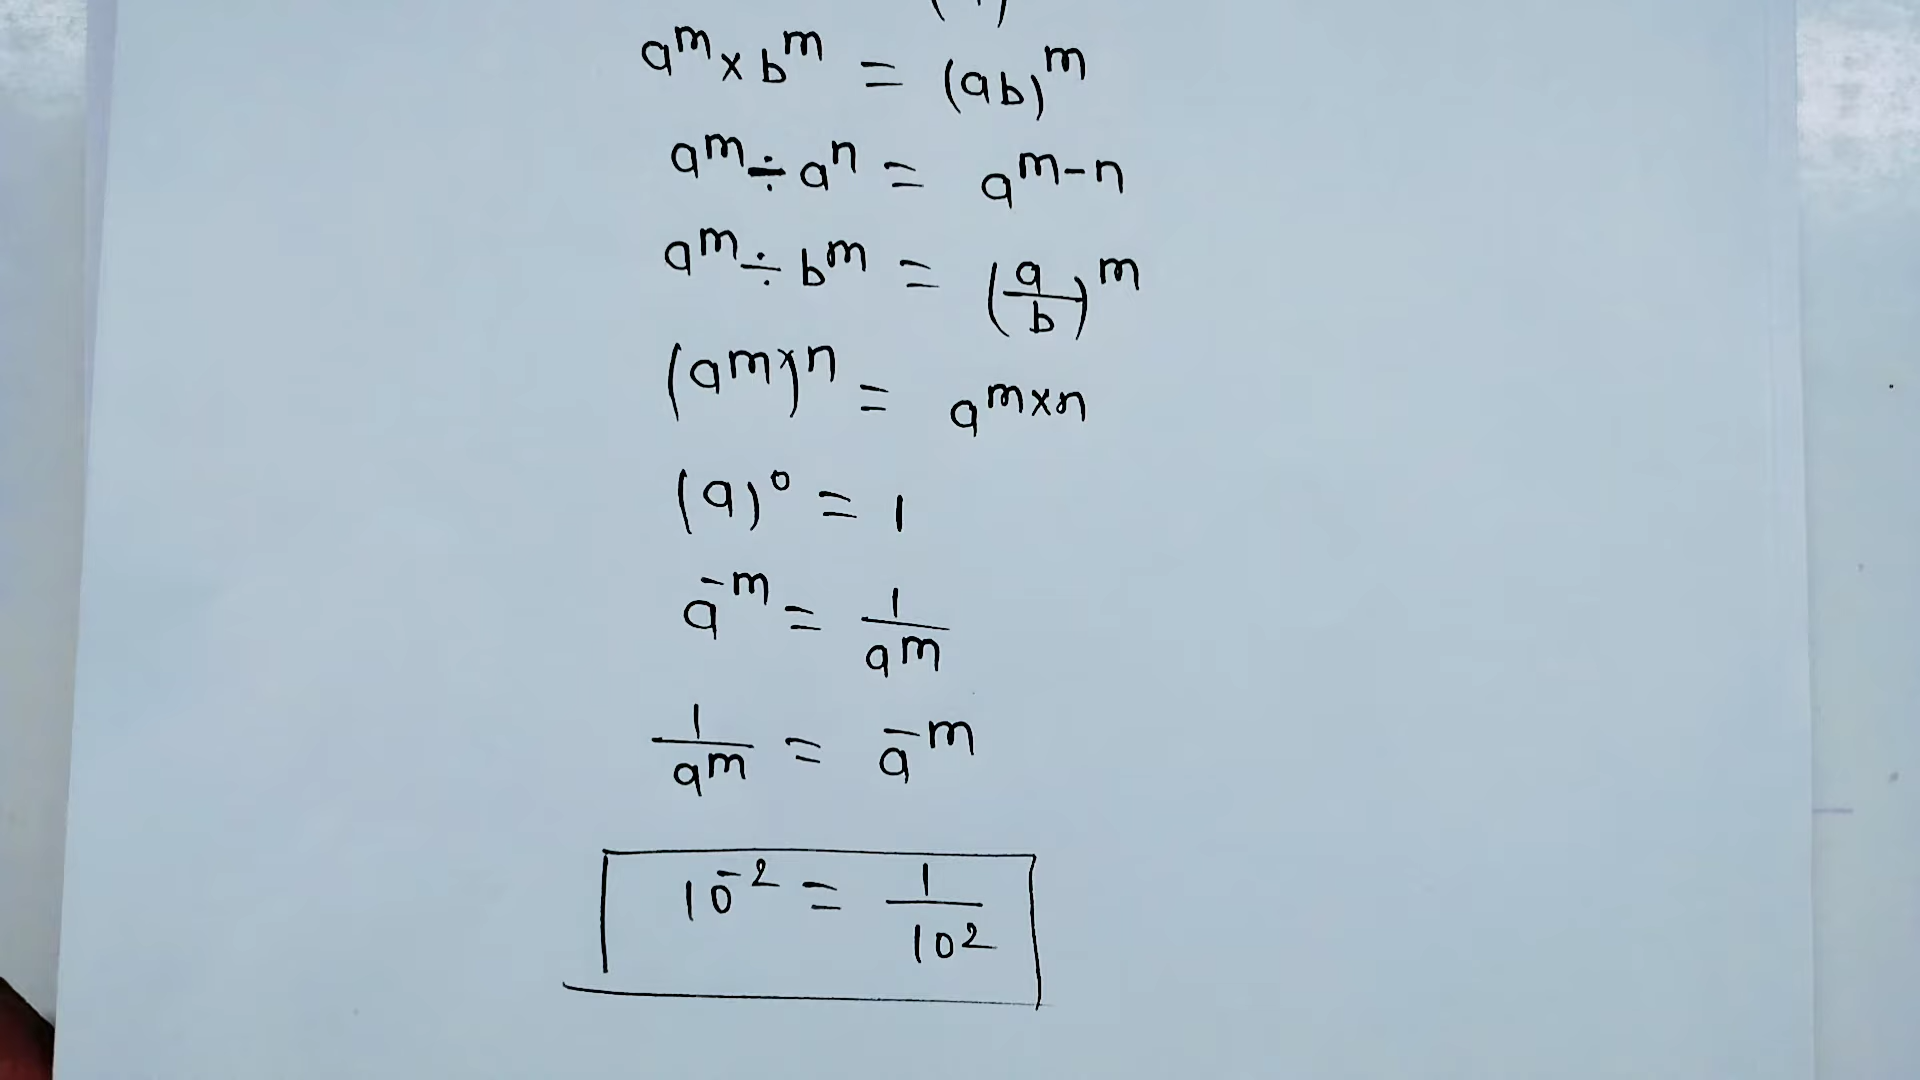 a^m × b^m = (ab)^m
a^m ÷ a^n = a^(m-n)
a^m ÷ b^m = (a/b)^m
(a^m)^n = a^(m×n)
(a)^0 = 1
a^-m = 1/a^m
1/a^m = a^-m
10^-2 = 1/10^2